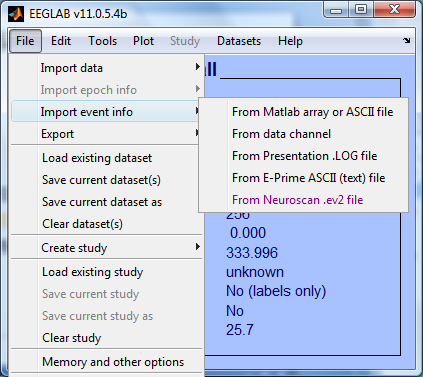 EEGLAB v11.0.5.4b
File Edit Tools Plot Study Datasets Help
Import data
Import epoch info
Import event info
From Matlab array or ASCII file
From data channel
From Presentation .LOG file
From E-Prime ASCII (text) file
From Neuroscan .ev2 file
Export
Load existing dataset
Save current dataset(s)
Save current dataset as
Clear dataset(s)
Create study
Load existing study
Save current study
Save current study as
Clear study
Memory and other options
256
0.000
333.996
unknown
No (labels only)
No
25.7